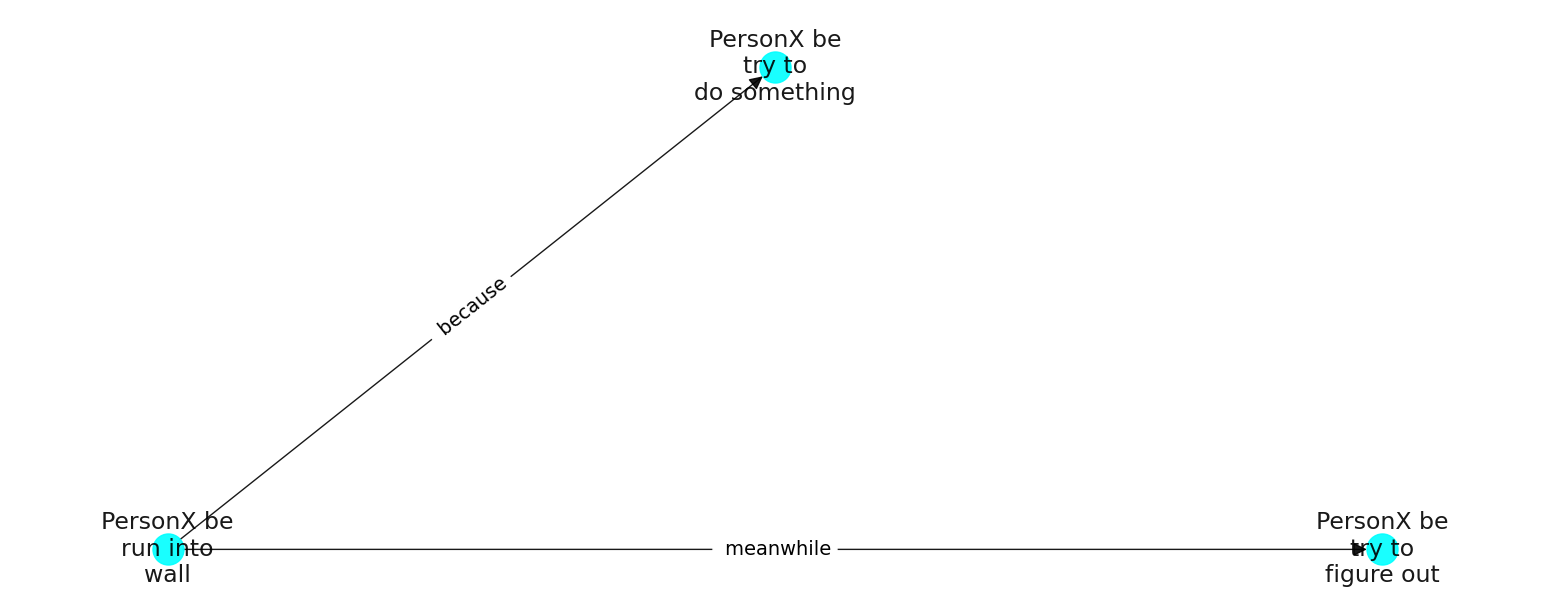 PersonX be
try to
do something
because
PersonX be
run into
wall
meanwhile
PersonX be
try to
figure out